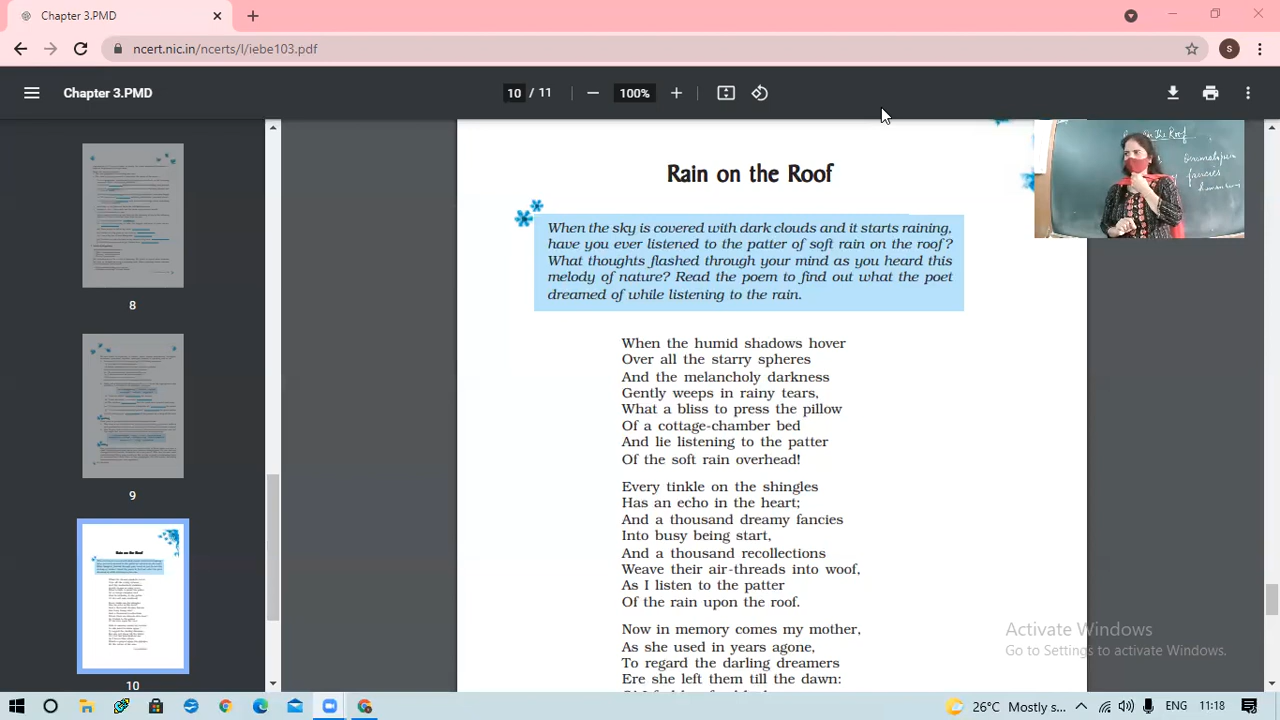 Chapter 3.PMD
ncert.nic.in/ncerts/l/iebe103.pdf
S
Chapter 3.PMD
10 / 11
100%
8
9
10
Rain on the Roof
When the sky is covered with dark clouds and it starts raining,
have you ever listened to the patter of soft rain on the roof?
What thoughts flashed through your mind as you heard this
melody of nature? Read the poem to find out what the poet
dreamed of while listening to the rain.
When the humid shadows hover
Over all the starry spheres
And the melancholy darkness
Gently weeps in rainy tears,
What a bliss to press the pillow
Of a cottage-chamber bed
And lie listening to the patter
Of the soft rain overhead!
Every tinkle on the shingles
Has an echo in the heart;
And a thousand dreamy fancies
Into busy being start,
And a thousand recollections
Weave their air-threads into woof,
As I listen to the patter
Of the rain upon the roof.
Now in memory comes my mother,
As she used in years agone,
To regard the darling dreamers
Ere she left them till the dawn:
on the Roof
fancies
Activate Windows
Go to Settings to activate Windows.
26°C Mostly s...
ENG
11:18